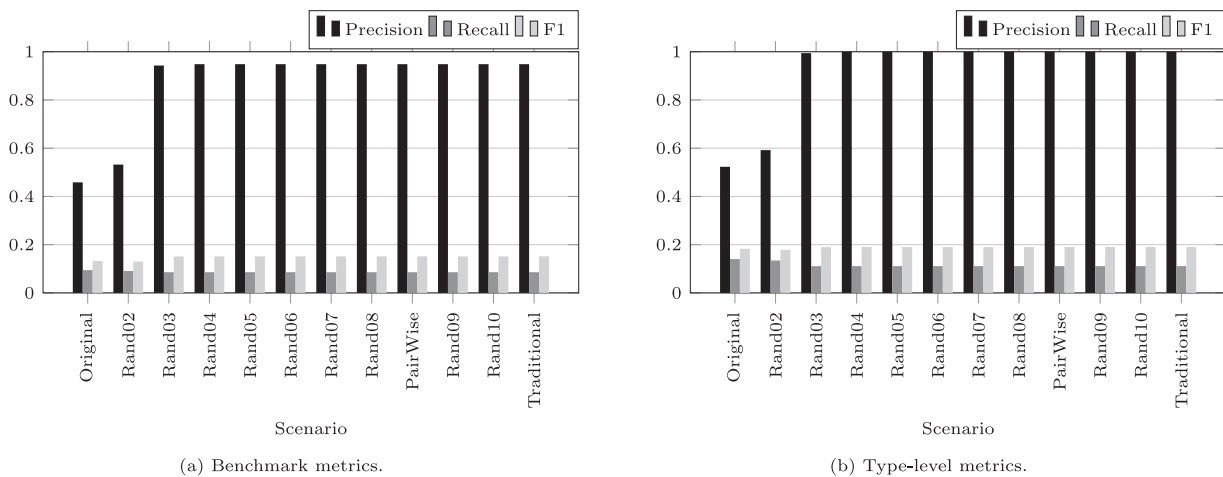 Precision Recall F1
1
0.8
0.6
0.4
0.2
0
Original
Rand02
Rand03
Rand04
Rand05
Rand06
Rand07
Rand08
PairWise
Rand09
Rand10
Traditional
Scenario
(a) Benchmark metrics.
Precision Recall F1
1
0.8
0.6
0.4
0.2
0
Original
Rand02
Rand03
Rand04
Rand05
Rand06
Rand07
Rand08
PairWise
Rand09
Rand10
Traditional
Scenario
(b) Type-level metrics.